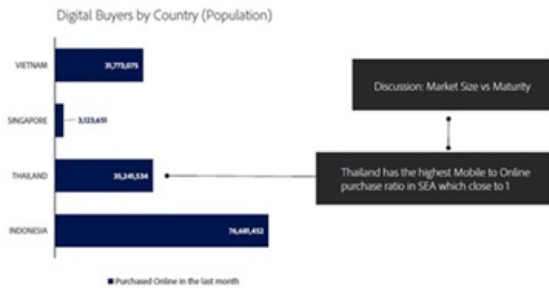 Digital Buyers by Country (Population)
VIETNAM
31,773,075
SINGAPORE
3,123,651
THAILAND
35,241,534
INDONESIA
76,681,452
Purchased Online in the last month
Discussion: Market Size vs Maturity
Thailand has the highest Mobile to Online
purchase ratio in SEA which close to 1